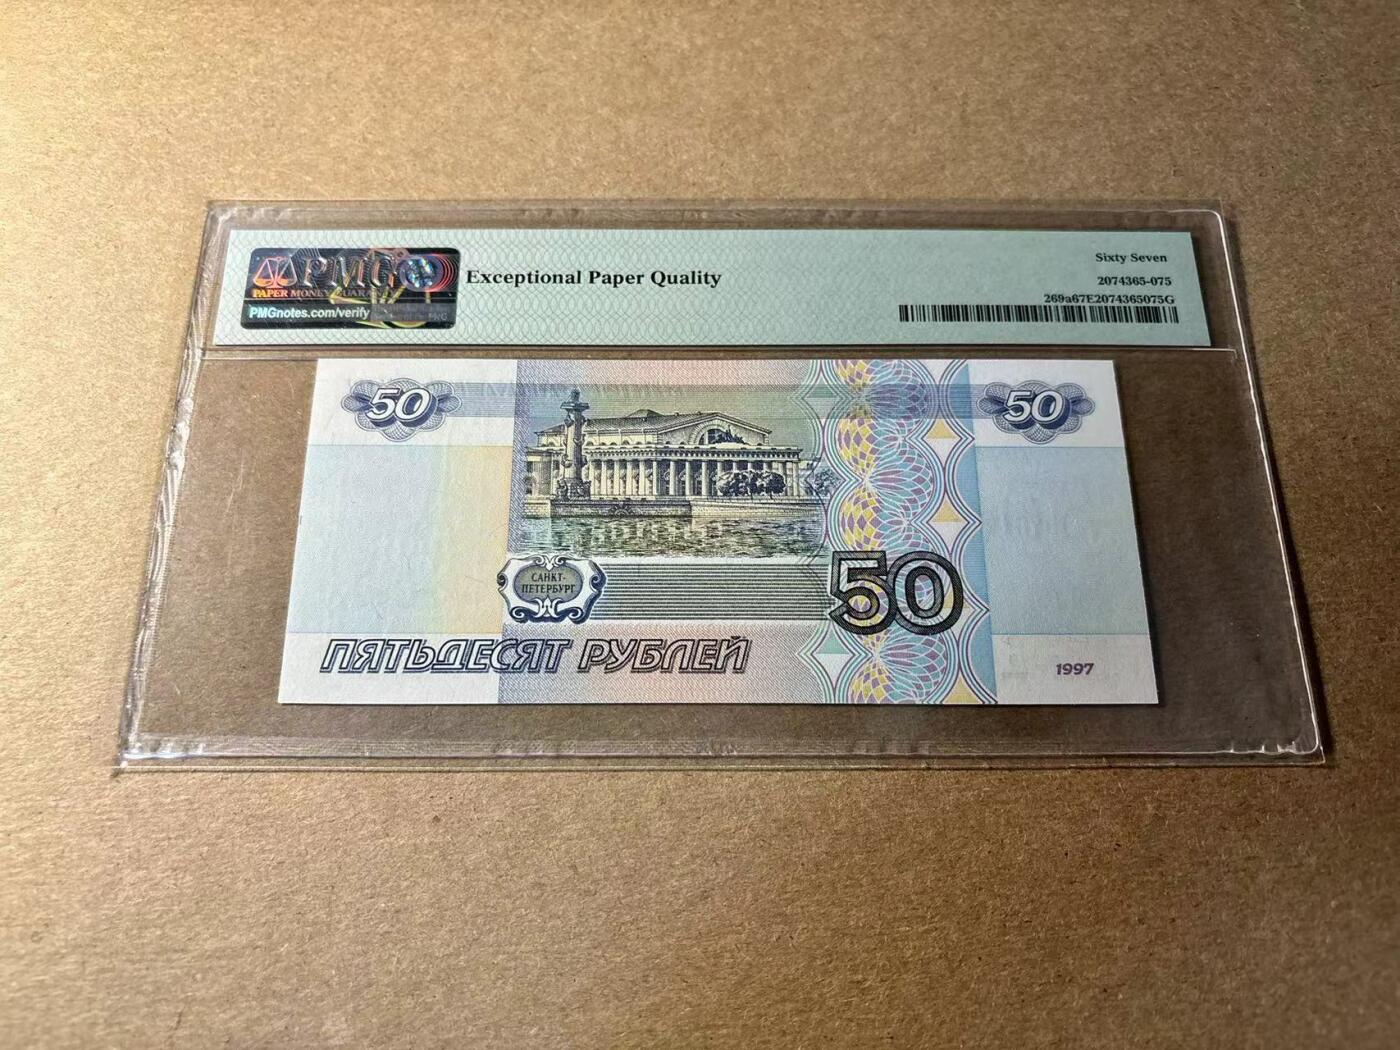 PMG
PAPER MONEY GUARANTY
PMGnotes.com/verify
Exceptional Paper Quality
Sixty Seven
2074365-075
269a67E2074365075G
50
50
САНКТ-
ПЕТЕРБУРГ
50
ПЯТЬДЕСЯТ РУБЛЕЙ
1997